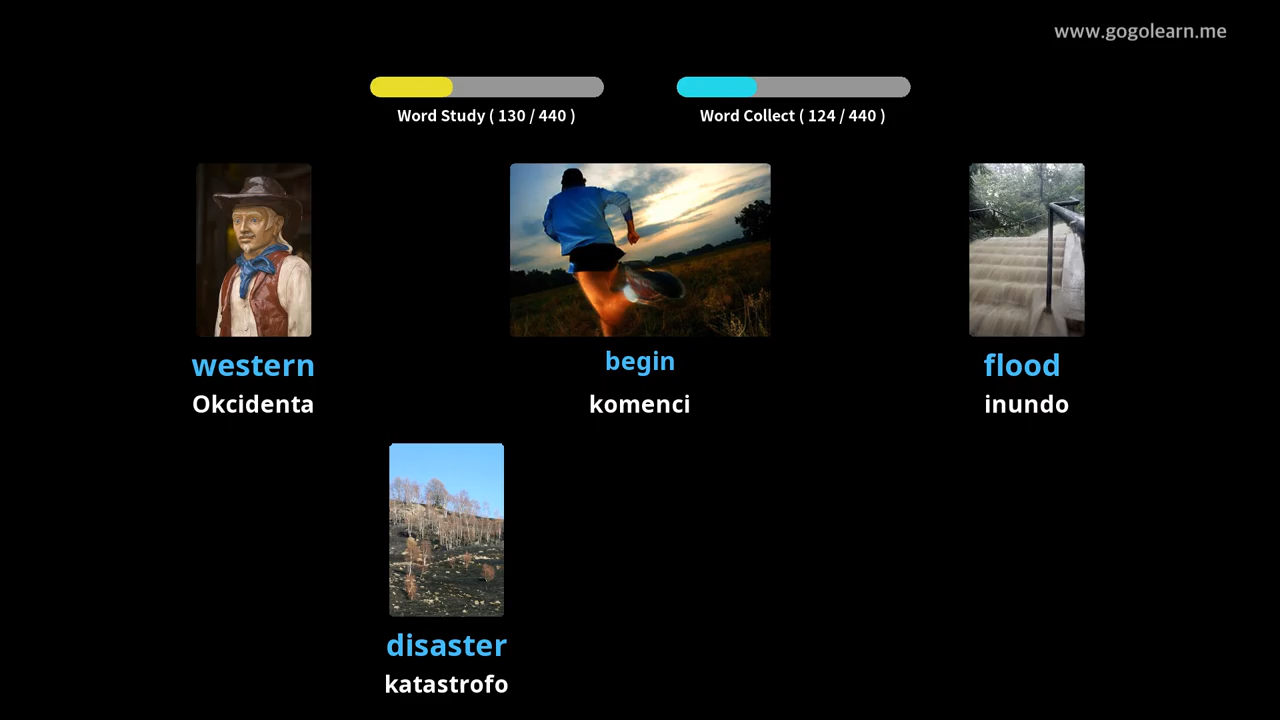 www.gogolearn.me
Word Study ( 130 / 440 )
Word Collect ( 124 / 440 )
western
Okcidenta
begin
komenci
flood
inundo
disaster
katastrofo